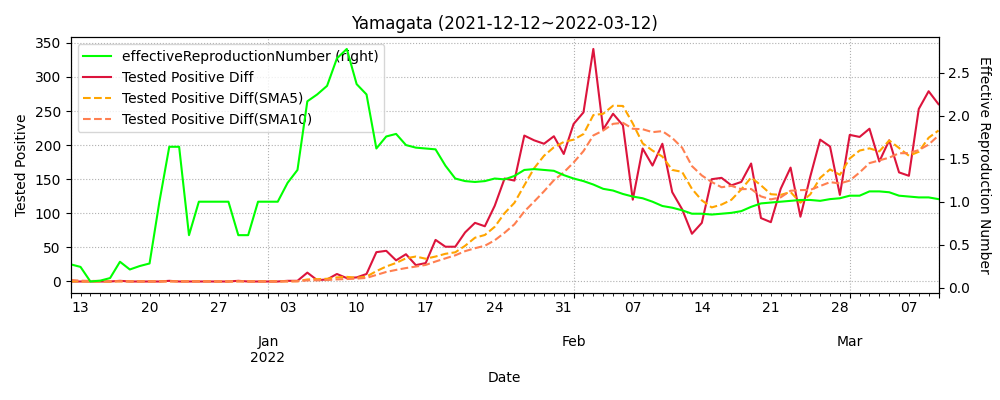 Yamagata (2021-12-12~2022-03-12)
effectiveReproductionNumber (right)
Tested Positive Diff
Tested Positive Diff(SMA5)
Tested Positive Diff(SMA10)
Tested Positive
350
300
250
200
150
100
50
0
Effective Reproduction Number
2.5
2.0
1.5
1.0
0.5
0.0
13 20 27 03 10 17 24 31 07 14 21 28 07
Jan Feb Mar
2022
Date